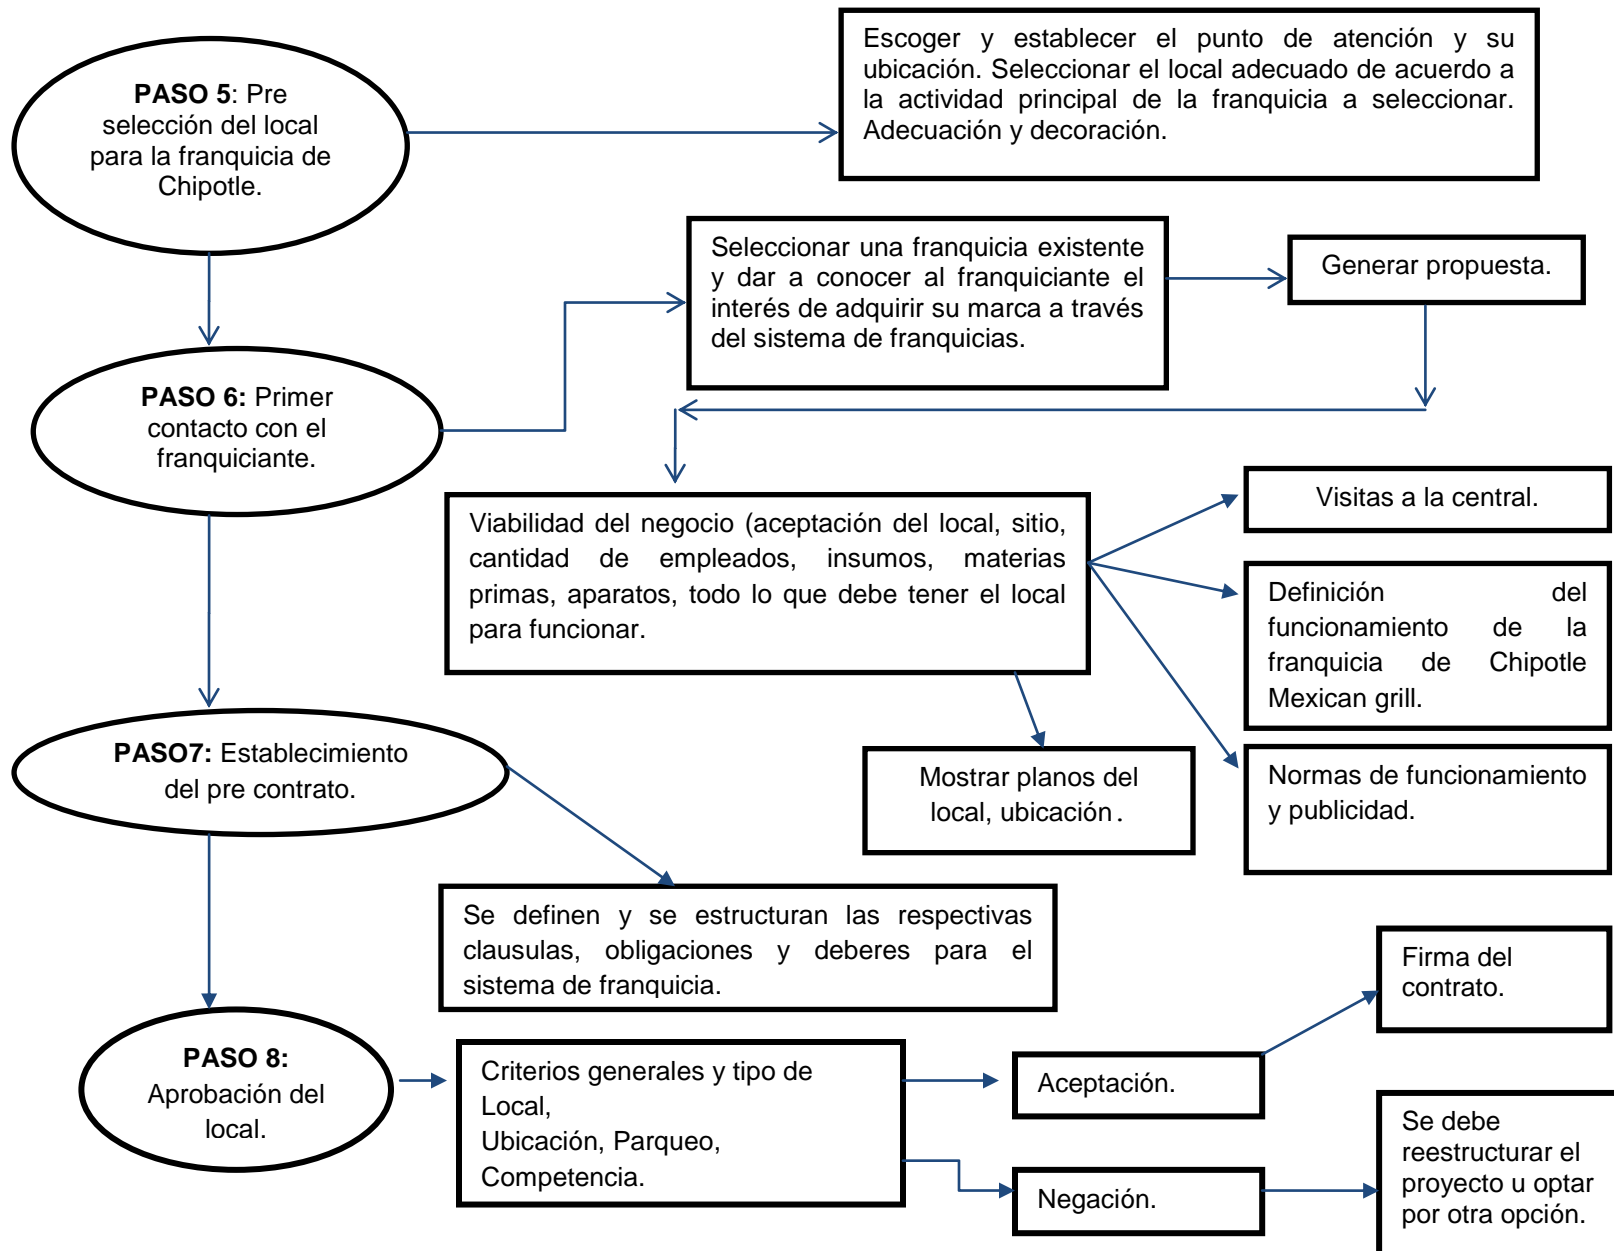 PASO 5: Pre
selección del local
para la franquicia de
Chipotle.
Escoger y establecer el punto de atención y su
ubicación. Seleccionar el local adecuado de acuerdo a
la actividad principal de la franquicia a seleccionar.
Adecuación y decoración.
PASO 6: Primer
contacto con el
franquiciante.
Seleccionar una franquicia existente
y dar a conocer al franquiciante el
interés de adquirir su marca a través
del sistema de franquicias.
Generar propuesta.
Viabilidad del negocio (aceptación del local, sitio,
cantidad de empleados, insumos, materias
primas, aparatos, todo lo que debe tener el local
para funcionar.
Visitas a la central.
Definición del
funcionamiento de la
franquicia de Chipotle
Mexican grill.
Normas de funcionamiento
y publicidad.
Mostrar planos del
local, ubicación.
PASO7: Establecimiento
del pre contrato.
Se definen y se estructuran las respectivas
clausulas, obligaciones y deberes para el
sistema de franquicia.
PASO 8:
Aprobación del
local.
Criterios generales y tipo de
Local,
Ubicación, Parqueo,
Competencia.
Aceptación.
Firma del
contrato.
Negación.
Se debe
reestructurar el
proyecto u optar
por otra opción.